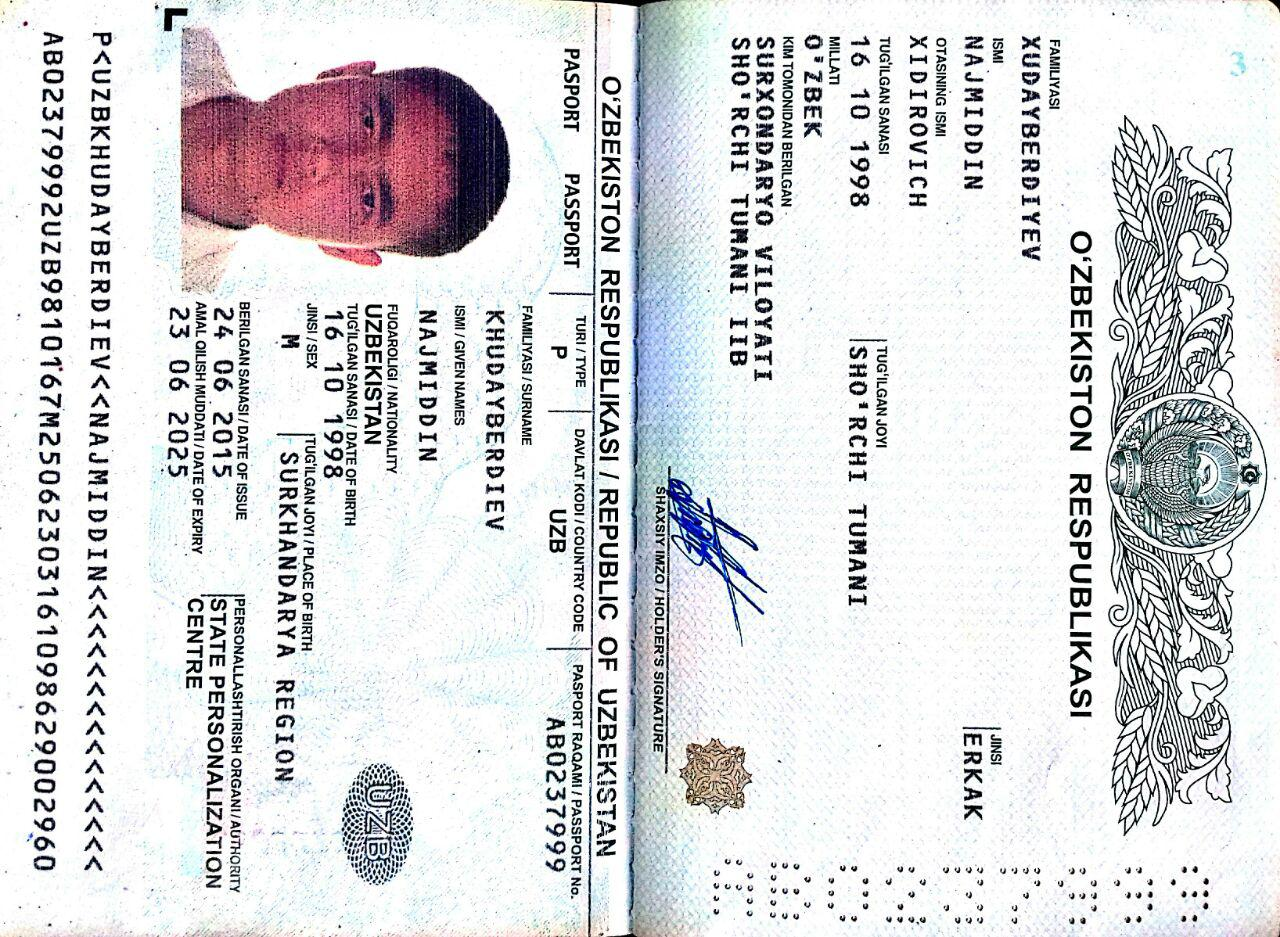 3
O‘ZBEKISTON RESPUBLIKASI
FAMILIYASI
XUDAYBERDIYEV
ISMI
NAJMIDDIN
JINSI
ERKAK
OTASINING ISMI
XIDIROVICH
TUG‘ILGAN SANASI
16 10 1998
TUG‘ILGAN JOYI
SHO'RCHI TUMANI
MILLATI
O'ZBEK
KIM TOMONIDAN BERILGAN
SURXONDARYO VILOYATI
SHO'RCHI TUMANI IIB
SHAXSIY IMZO / HOLDER'S SIGNATURE
AB0237999
O‘ZBEKISTON RESPUBLIKASI / REPUBLIC OF UZBEKISTAN
PASPORT PASSPORT
TURI / TYPE
P
DAVLAT KODI / COUNTRY CODE
UZB
PASPORT RAQAMI / PASSPORT No.
AB0237999
FAMILIYASI / SURNAME
KHUDAYBERDIEV
ISMI / GIVEN NAMES
NAJMIDDIN
FUQAROLIGI / NATIONALITY
UZBEKISTAN
TUG‘ILGAN SANASI / DATE OF BIRTH
16 10 1998
JINSI / SEX
M
TUG‘ILGAN JOYI / PLACE OF BIRTH
SURKHANDARYA REGION
UZB
BERILGAN SANASI / DATE OF ISSUE
24 06 2015
PERSONALLASHTIRISH ORGANI / AUTHORITY
STATE PERSONALIZATION
CENTRE
AMAL QILISH MUDDATI / DATE OF EXPIRY
23 06 2025
P<UZBKHUDAYBERDIEV<<NAJMIDDIN<<<<<<<<<<<<<<<
AB02379992UZB9810167M25062303161098629002960